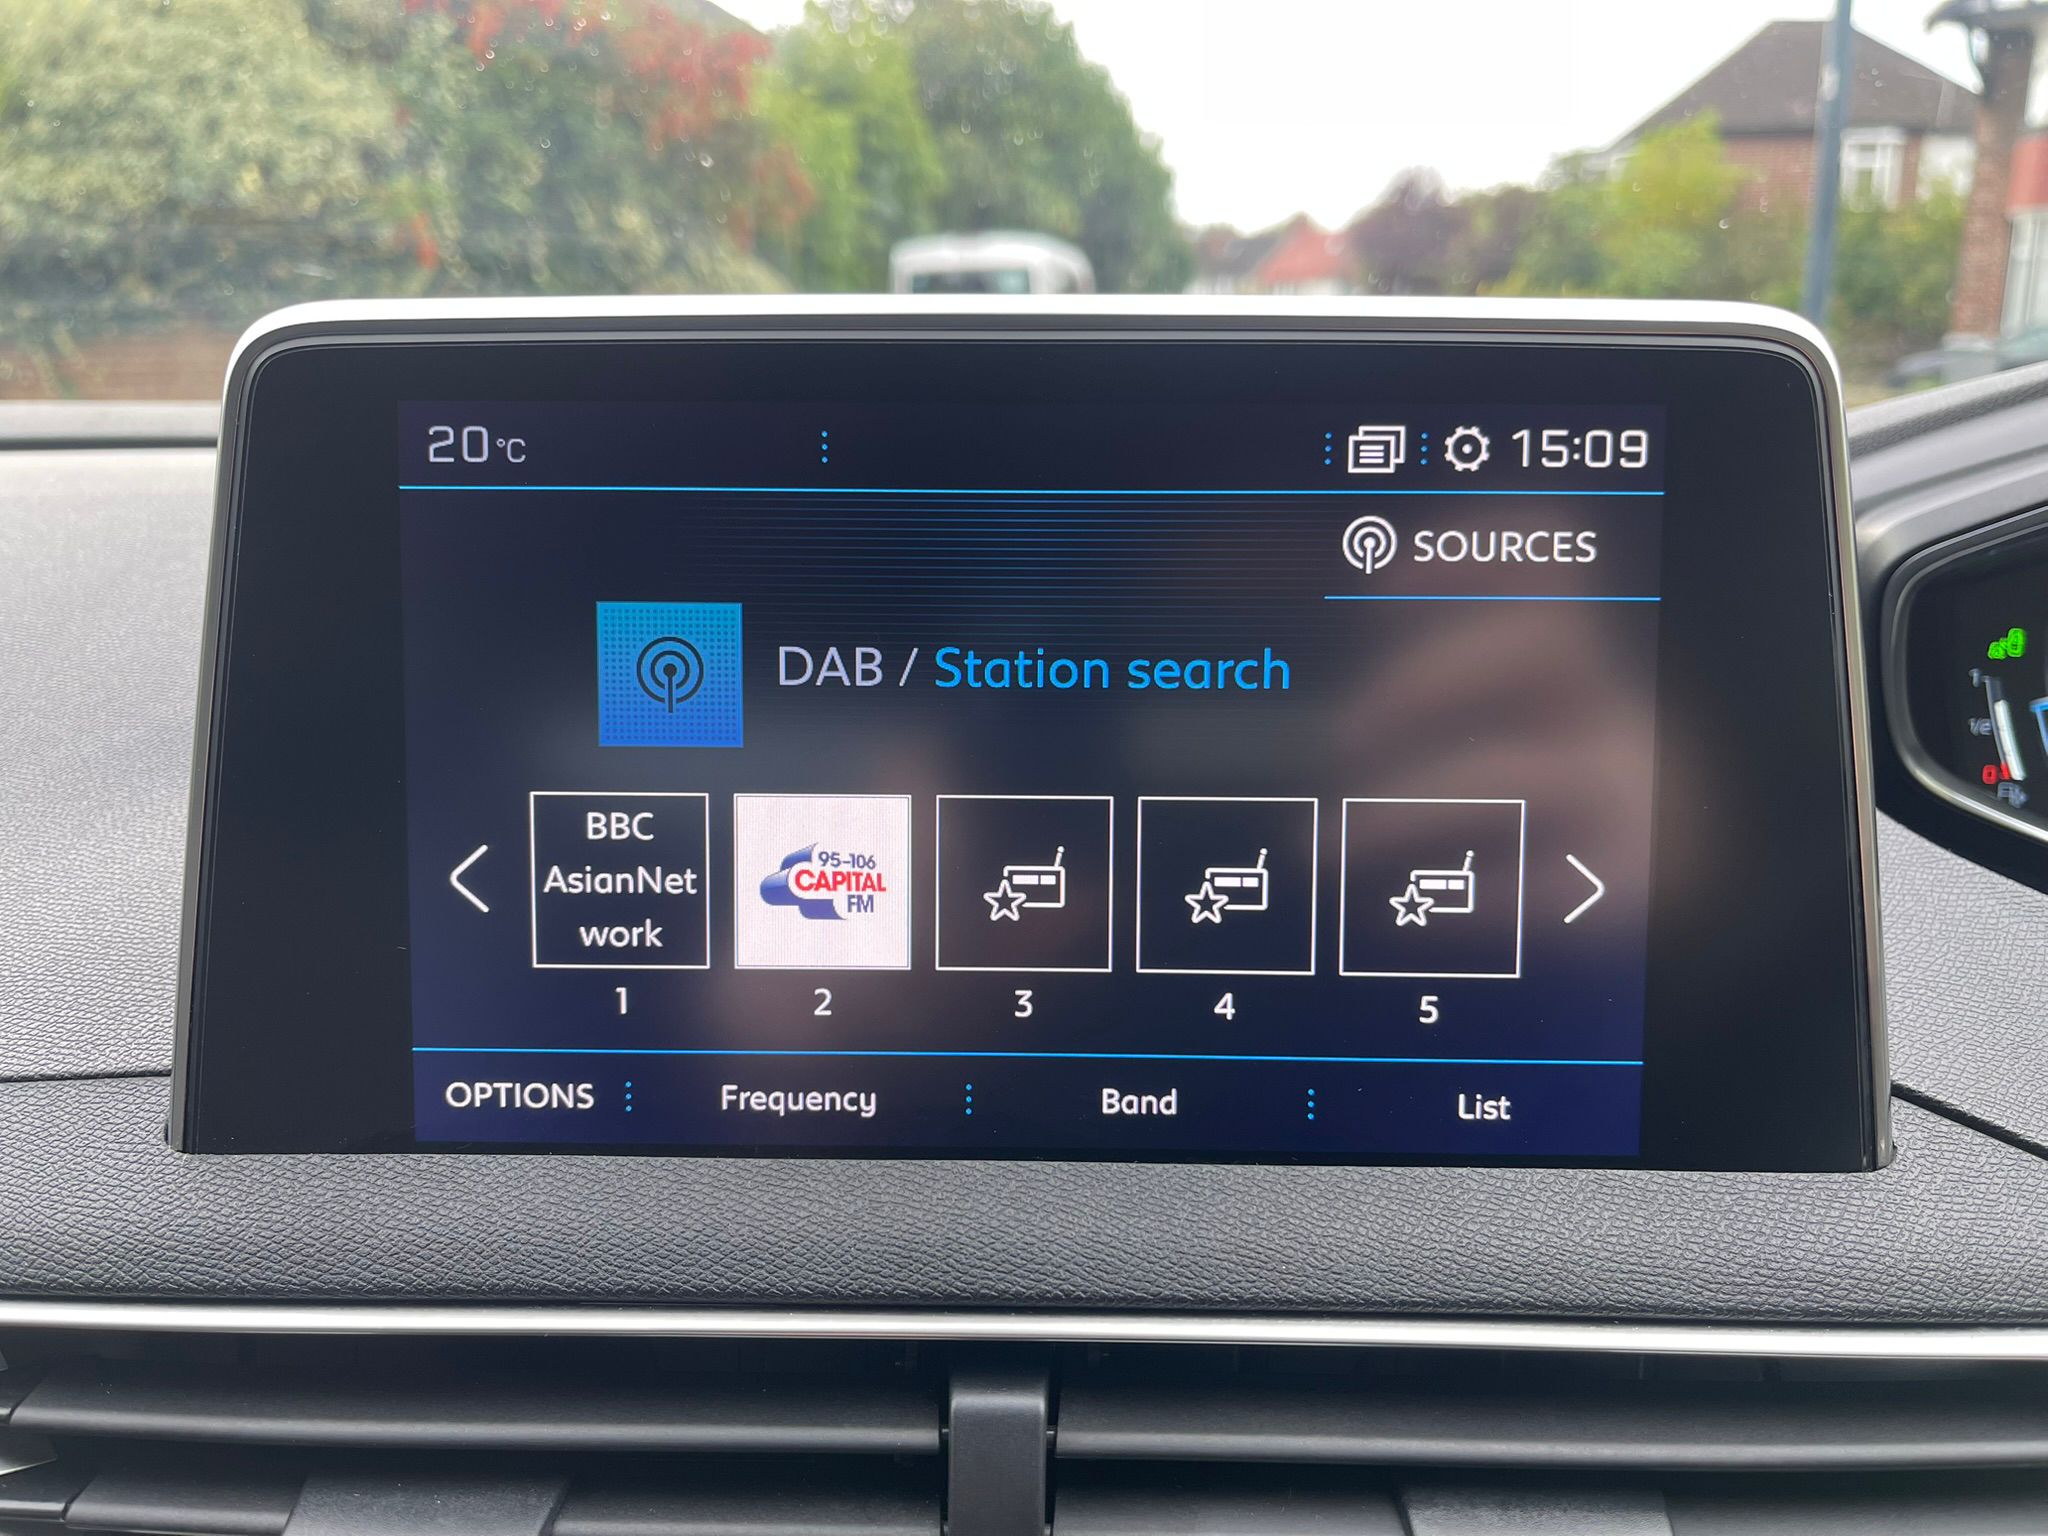 20°C
15:09
SOURCES
DAB / Station search
BBC
AsianNet
work
95-106
CAPITAL
FM
1
2
3
4
5
OPTIONS
Frequency
Band
List